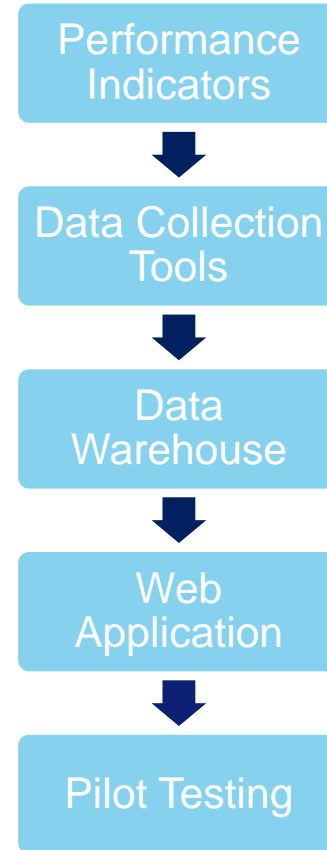 Performance
Indicators
Data Collection
Tools
Data
Warehouse
Web
Application
Pilot Testing